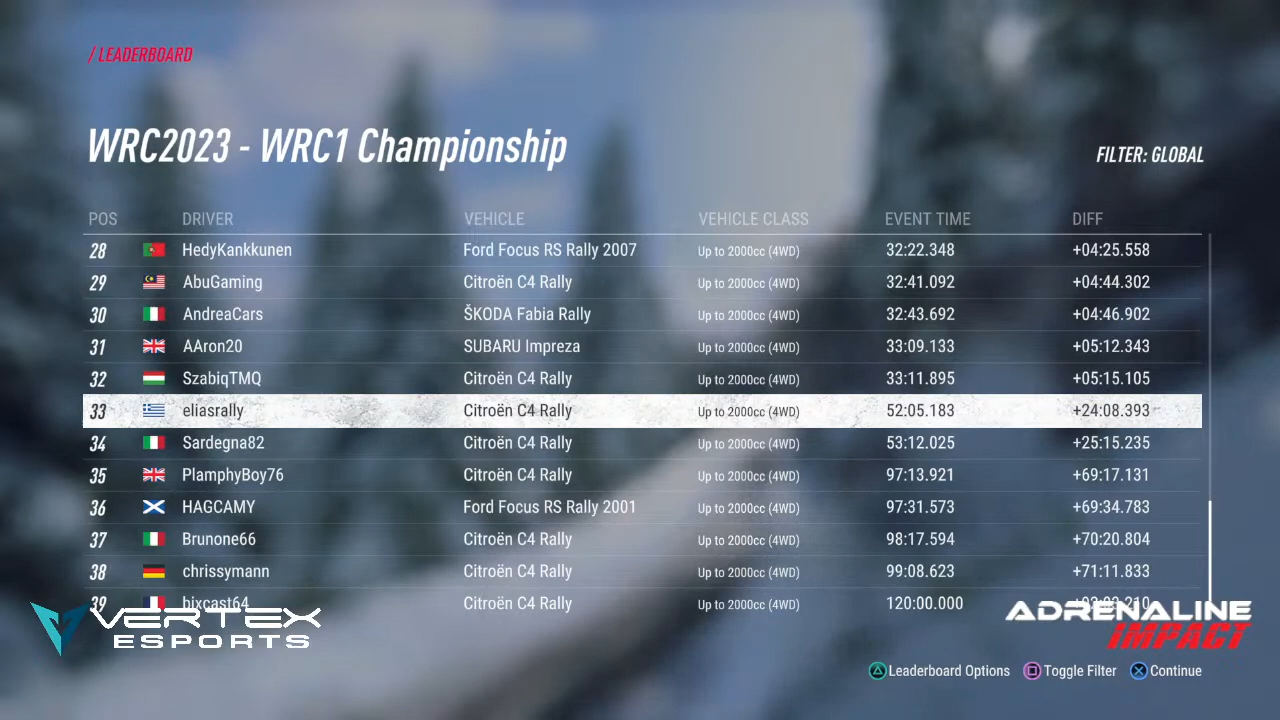 / LEADERBOARD
WRC2023 - WRC1 Championship
FILTER: GLOBAL
POS DRIVER VEHICLE VEHICLE CLASS EVENT TIME DIFF
28 HedyKankkunen Ford Focus RS Rally 2007 Up to 2000cc (4WD) 32:22.348 +04:25.558
29 AbuGaming Citroën C4 Rally Up to 2000cc (4WD) 32:41.092 +04:44.302
30 AndreaCars ŠKODA Fabia Rally Up to 2000cc (4WD) 32:43.692 +04:46.902
31 AAron20 SUBARU Impreza Up to 2000cc (4WD) 33:09.133 +05:12.343
32 SzabiqTMQ Citroën C4 Rally Up to 2000cc (4WD) 33:11.895 +05:15.105
33 eliasrally Citroën C4 Rally Up to 2000cc (4WD) 52:05.183 +24:08.393
34 Sardegna82 Citroën C4 Rally Up to 2000cc (4WD) 53:12.025 +25:15.235
35 PlamphyBoy76 Citroën C4 Rally Up to 2000cc (4WD) 97:13.921 +69:17.131
36 HAGCAMY Ford Focus RS Rally 2001 Up to 2000cc (4WD) 97:31.573 +69:34.783
37 Brunone66 Citroën C4 Rally Up to 2000cc (4WD) 98:17.594 +70:20.804
38 chrissymann Citroën C4 Rally Up to 2000cc (4WD) 99:08.623 +71:11.833
39 bixcast64 Citroën C4 Rally Up to 2000cc (4WD) 120:00.000
VERTEX
ESPORTS
ADRENALINE
IMPACT
Leaderboard Options Toggle Filter Continue